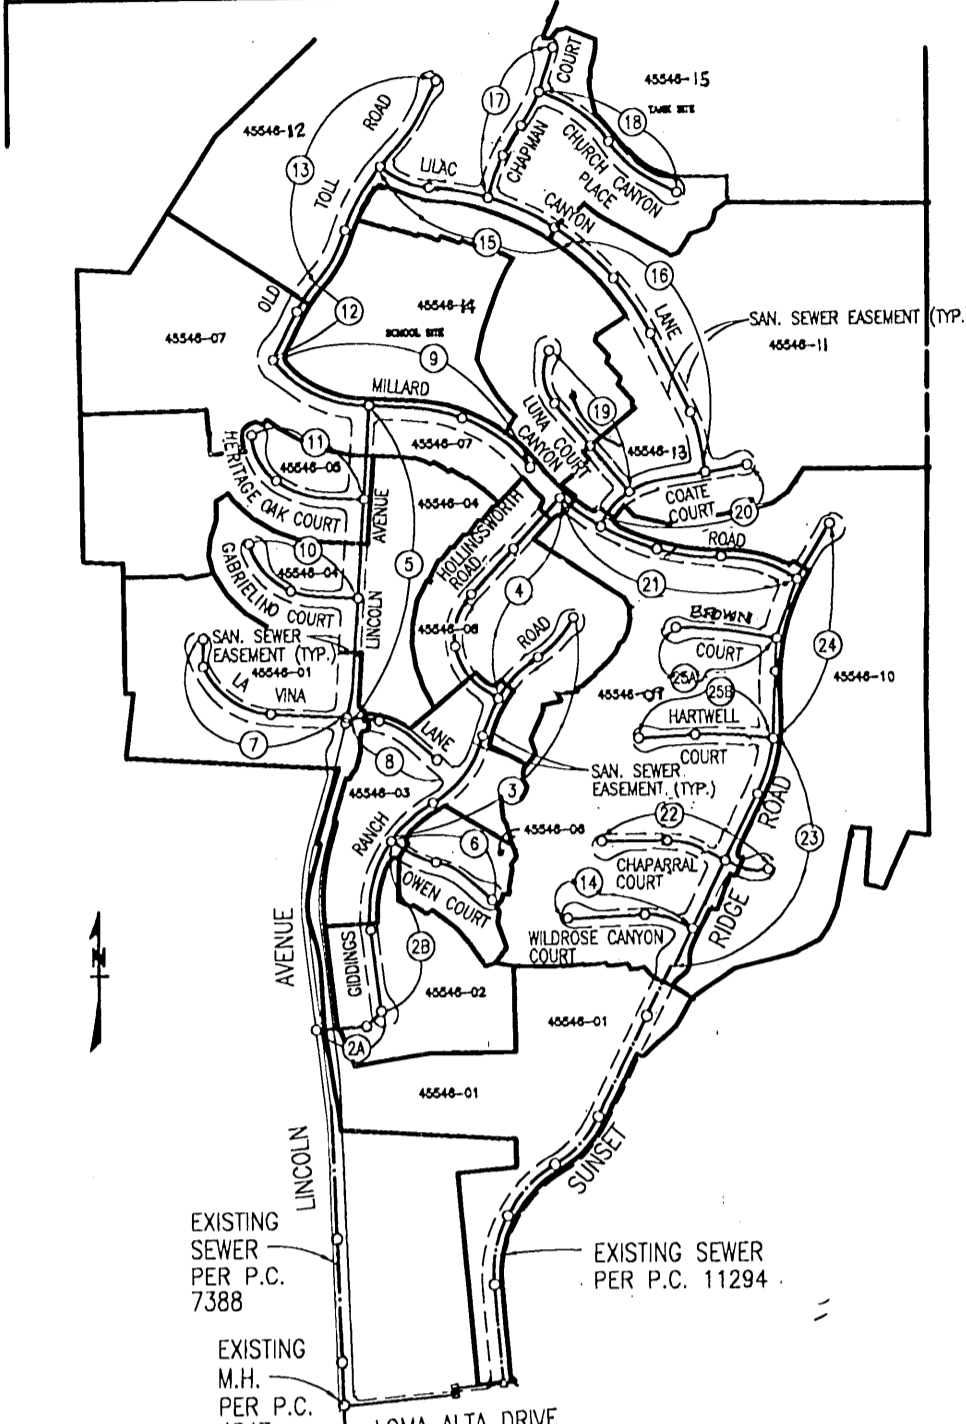 COURT
45546-15
TANK SITE
17
18
ROAD
45546-12
CHAPMAN
CHURCH CANYON
PLACE
13
LILAC
TOLL
CANYON
15
16
OLD
12
45546-14
LANE
SAN. SEWER EASEMENT (TYP.
45546-11
45546-07
SCHOOL SITE
9
MILLARD
19
LUNA COURT
CANYON
45546-07
45546-13
11
HERITAGE OAK COURT
45546-05
AVENUE
45546-04
COATE
COURT
20
HOLLINGSWORTH
ROAD
ROAD
10
GABRIELINO COURT
45546-04
5
4
21
LINCOLN
BROWN
COURT
24
SAN. SEWER
EASEMENT (TYP.)
45546-01
45546-06
ROAD
25A
45546-09
25B
45546-10
LA VINA
HARTWELL
COURT
7
8
LANE
SAN. SEWER
EASEMENT (TYP.)
45546-03
3
ROAD
RANCH
45546-08
22
23
6
CHAPARRAL
COURT
OWEN COURT
14
RIDGE
AVENUE
WILDROSE CANYON
COURT
2B
GIDDINGS
N
45546-02
45546-01
2A
45546-01
LINCOLN
SUNSET
EXISTING
SEWER
PER P.C.
7388
EXISTING SEWER
PER P.C. 11294
EXISTING
M.H.
PER P.C.
LOMA ALTA DRIVE